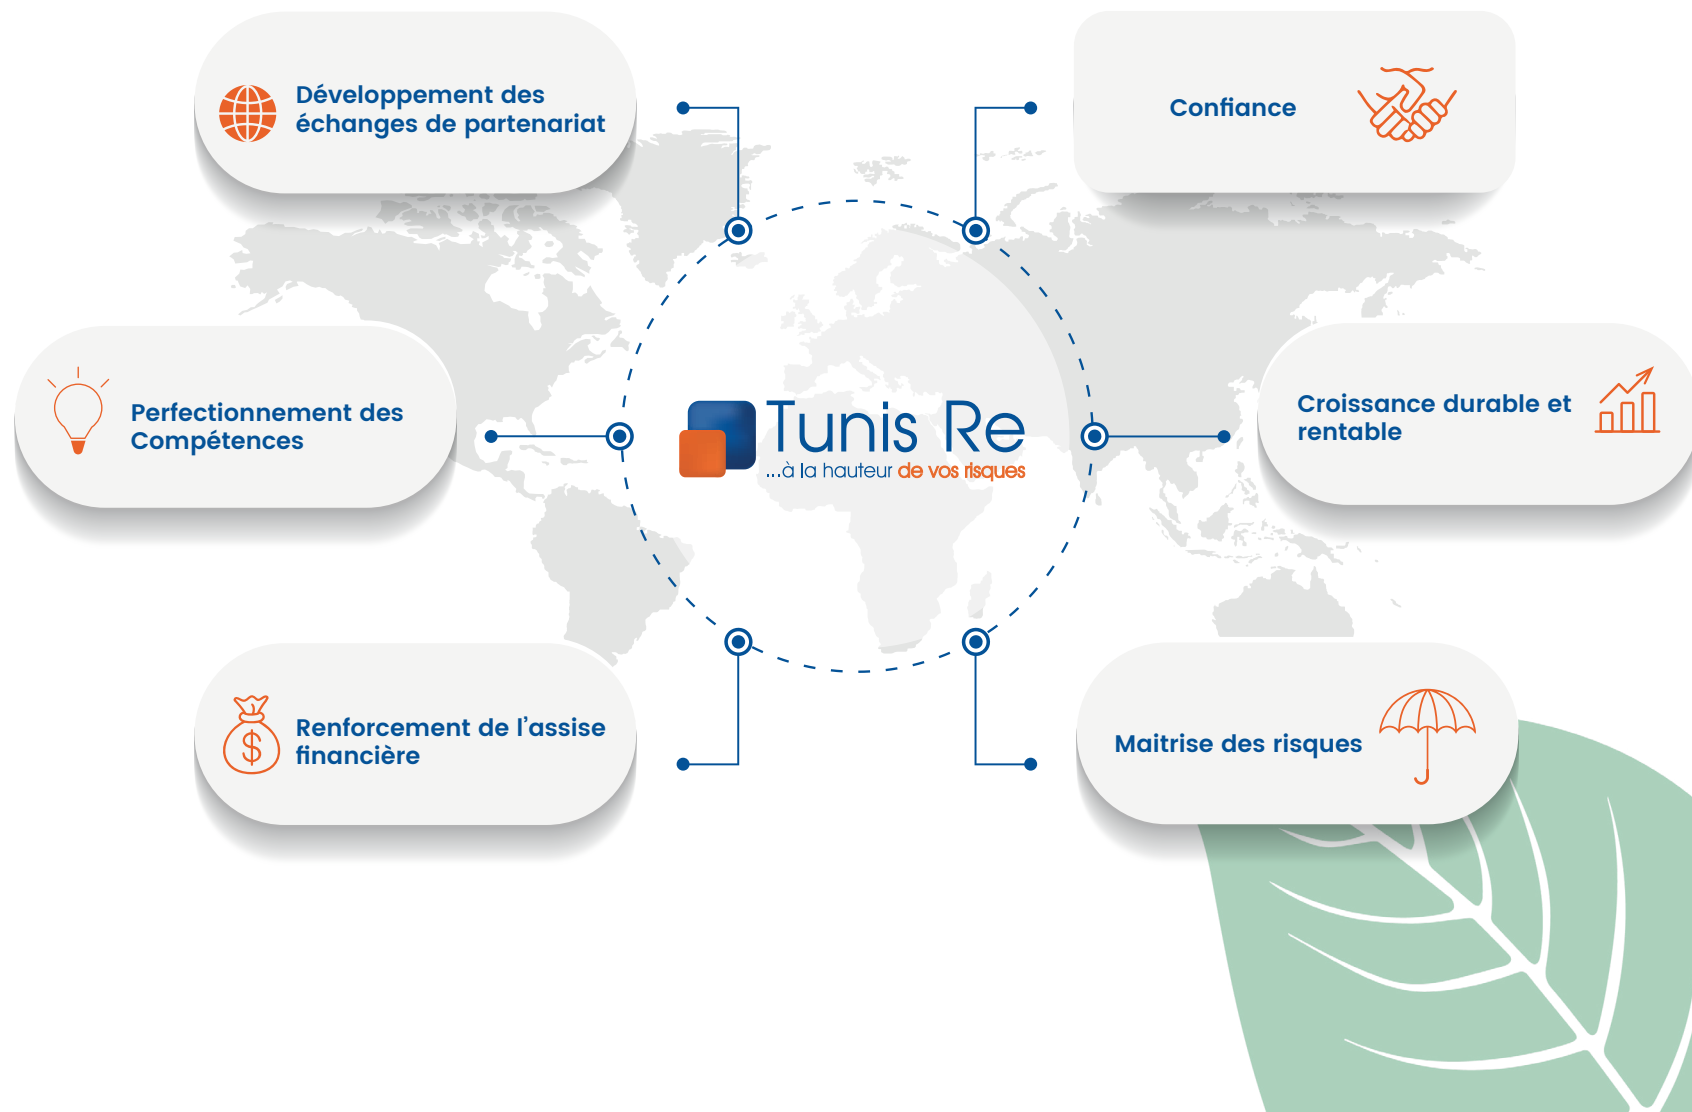 Développement des
échanges de partenariat
Confiance
Perfectionnement des
Compétences
Tunis Re
...à la hauteur de vos risques
Croissance durable et
rentable
Renforcement de l'assise
financière
$
Maitrise des risques